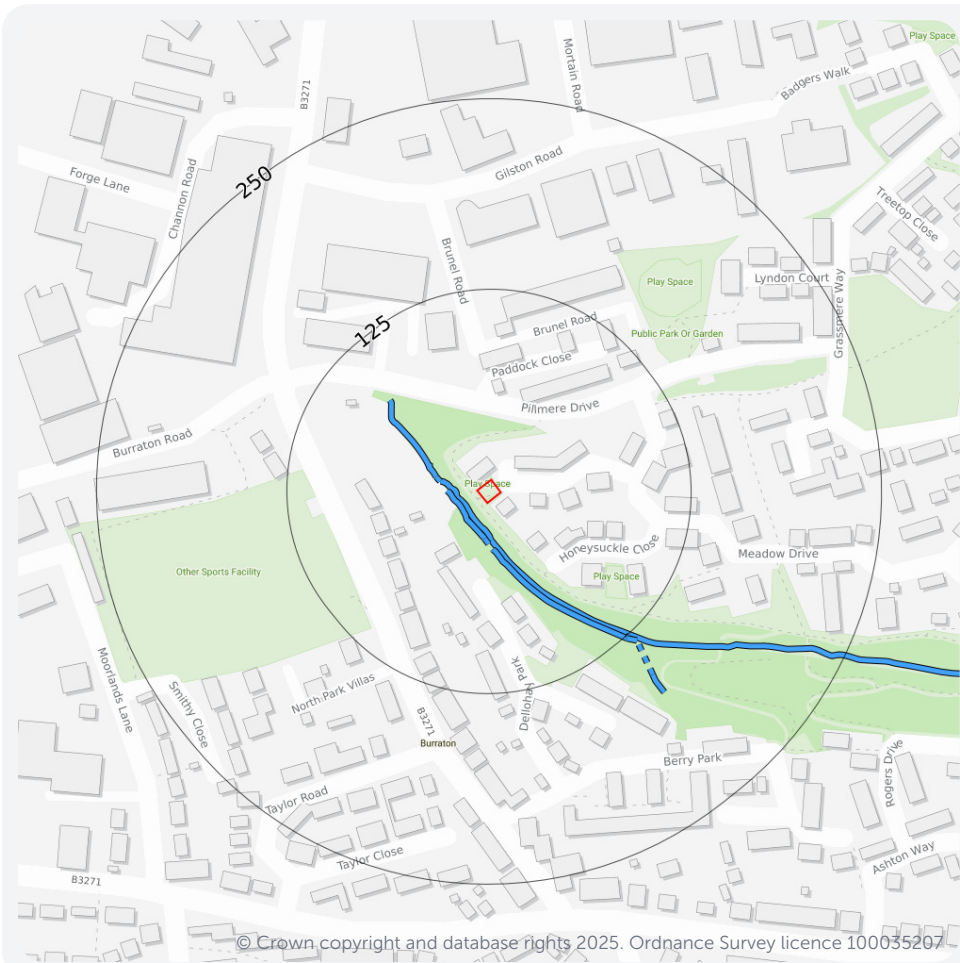 Play Space
Mortain Road
B3271
Badgers Walk
Gilston Road
250
Forge Lane
Channon Road
Treetop Close
Brunel Road
Lyndon Court
Play Space
Grassmere Way
125
Brunel Road
Public Park Or Garden
Paddock Close
Pillmere Drive
Burraton Road
Play Space
Honeysuckle Close
Meadow Drive
Other Sports Facility
Play Space
Moorlands Lane
Smithy Close
North Park Villas
Dellohay Park
B3271
Burraton
Berry Park
Rogers Drive
Taylor Road
Taylor Close
Ashton Way
B3271
© Crown copyright and database rights 2025. Ordnance Survey licence 100035207